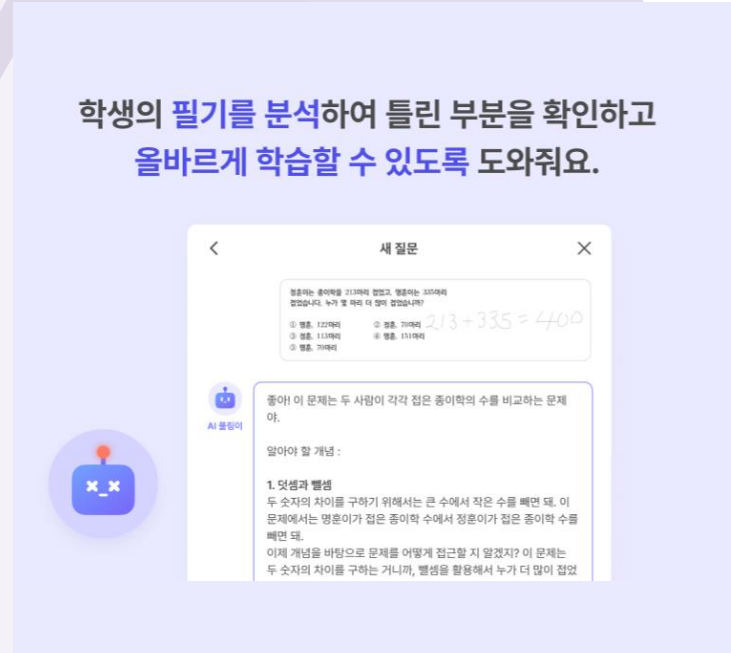 학생의 필기를 분석하여 틀린 부분을 확인하고
올바르게 학습할 수 있도록 도와줘요.
새 질문
정훈이는 종이학을 213마리 접었고, 명훈이는 335마리
접었습니다. 누가 몇 마리 더 많이 접었습니까?
① 명훈, 122마리 ② 정훈, 70마리
③ 정훈, 113마리 ④ 명훈, 151마리
⑤ 명훈, 70마리
213+335=400
AI 풀링이
좋아! 이 문제는 두 사람이 각각 접은 종이학의 수를 비교하는 문제
야.
알아야 할 개념 :
1. 덧셈과 뺄셈
두 숫자의 차이를 구하기 위해서는 큰 수에서 작은 수를 빼면 돼. 이
문제에서는 명훈이가 접은 종이학 수에서 정훈이가 접은 종이학 수를
빼면 돼.
이제 개념을 바탕으로 문제를 어떻게 접근할 지 알겠지? 이 문제는
두 숫자의 차이를 구하는 거니까, 뺄셈을 활용해서 누가 더 많이 접었